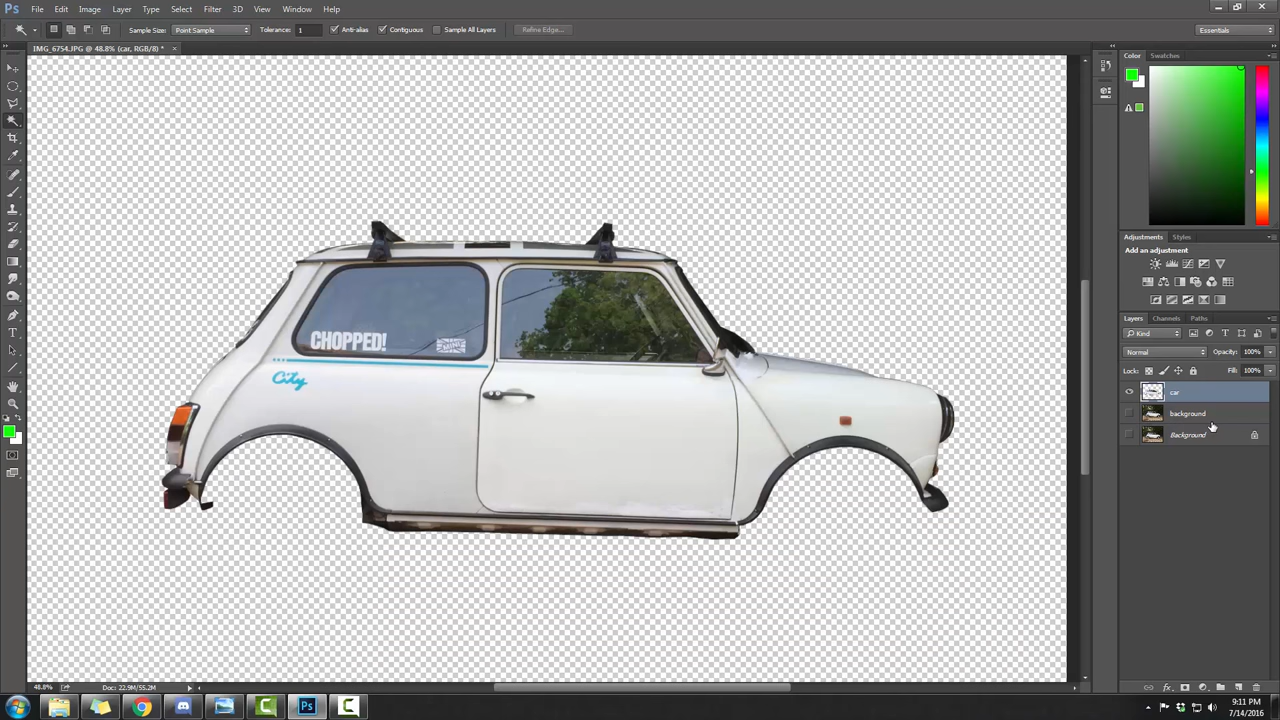 Ps File Edit Image Layer Type Select Filter 3D View Window Help
Sample Size: Point Sample Tolerance: 1 Anti-alias Contiguous Sample All Layers Refine Edge... Essentials
IMG_6754.JPG @ 48.8% (car, RGB/8) *
Color Swatches
Adjustments Styles
Add an adjustment
Layers Channels Paths
Kind
CHOPPED! MINI
Normal Opacity: 100%
Lock: Fill: 100%
City
car
background
Background
48.8% Doc: 22.9M/55.2M
Ps
9:11 PM
7/14/2016